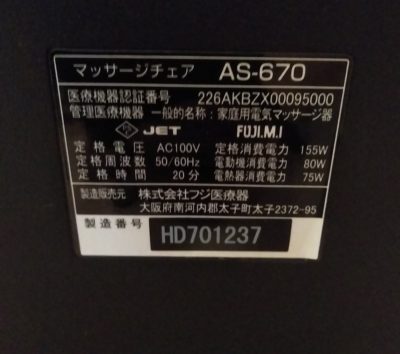 マッサージチェア AS-670
医療機器認証番号 226AKBZX00095000
管理医療機器 一般的名称:家庭用電気マッサージ器
PS E JET FUJI.M.I
定格電圧 AC100V 定格消費電力 155W
定格周波数 50/60Hz 電動機消費電力 80W
定格時間 20分 電熱器消費電力 75W
製造販売元 株式会社フジ医療器
大阪府南河内郡太子町太子2372-95
製造番号 HD701237